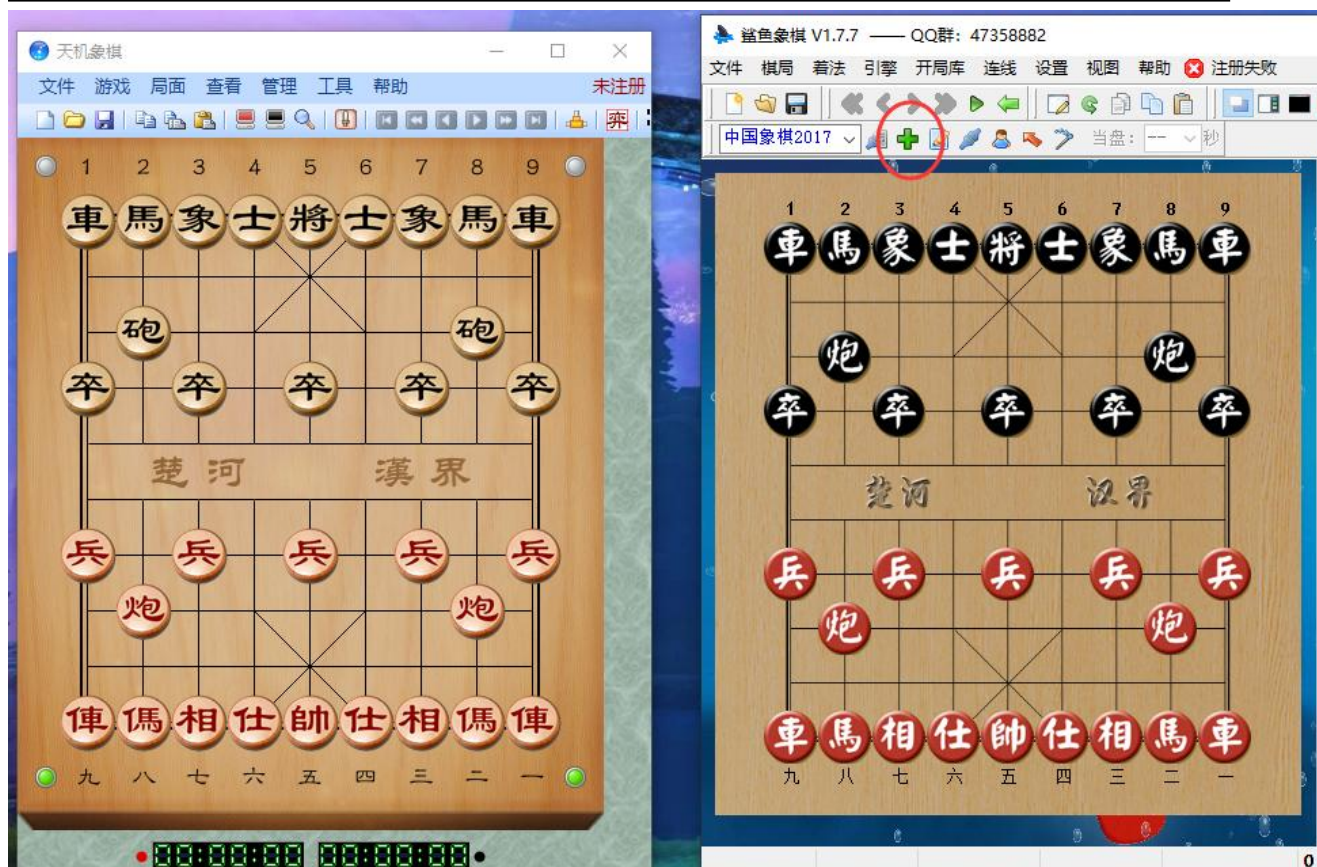 天机象棋
文件 游戏 局面 查看 管理 工具 帮助 未注册
弈
1 2 3 4 5 6 7 8 9
車 馬 象 士 將 士 象 馬 車
砲 砲
卒 卒 卒 卒 卒
楚河 漢界
兵 兵 兵 兵 兵
炮 炮
俥 傌 相 仕 帥 仕 相 傌 俥
九 八 七 六 五 四 三 二 一
88:88:88 88:88:88
鲨鱼象棋 V1.7.7 —— QQ群: 47358882
文件 棋局 着法 引擎 开局库 连线 设置 视图 帮助 注册失败
中国象棋2017 当盘: -- 秒
1 2 3 4 5 6 7 8 9
車 馬 象 士 將 士 象 馬 車
炮 炮
卒 卒 卒 卒 卒
楚河 汉界
兵 兵 兵 兵 兵
炮 炮
車 馬 相 仕 帥 仕 相 馬 車
九 八 七 六 五 四 三 二 一
0